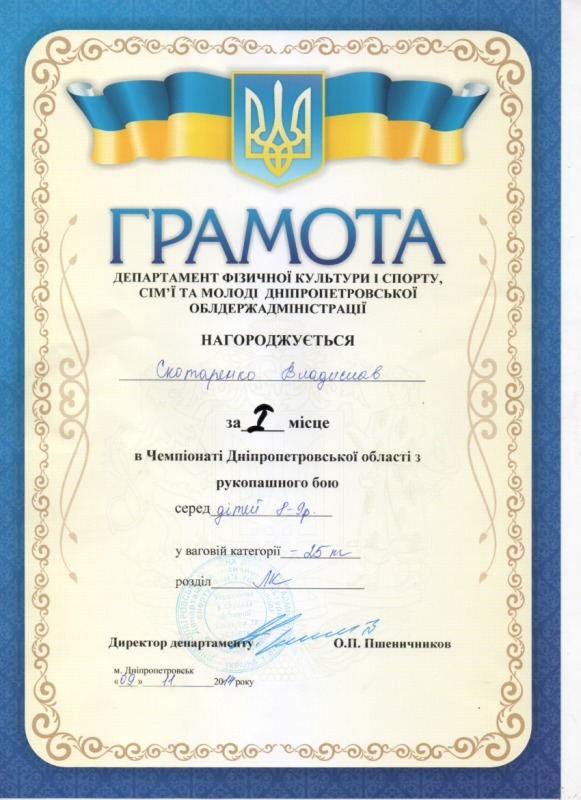 ГРАМОТА
ДЕПАРТАМЕНТ ФІЗИЧНОЇ КУЛЬТУРИ І СПОРТУ,
СІМ'Ї ТА МОЛОДІ ДНІПРОПЕТРОВСЬКОЇ
ОБЛДЕРЖАДМІНІСТРАЦІЇ
НАГОРОДЖУЄТЬСЯ
Скотаренко Владислав
за I місце
в Чемпіонаті Дніпропетровської області з
рукопашного бою
серед дітей 8-9р.
у ваговій категорії - 25 кг
розділ ЛК
Директор департаменту О.П. Пшеничников
м. Дніпропетровськ
«09» 11 2014 року